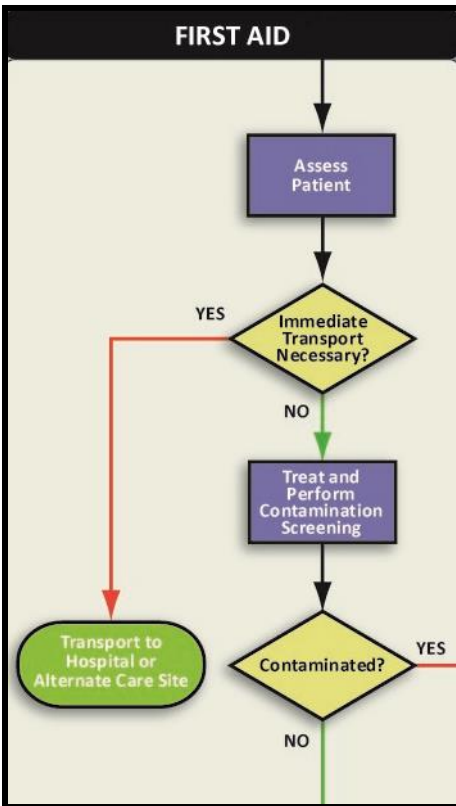 FIRST AID
Assess
Patient
YES
Immediate
Transport
Necessary?
NO
Treat and
Perform
Contamination
Screening
Transport to
Hospital or
Alternate Care Site
Contaminated?
YES
NO